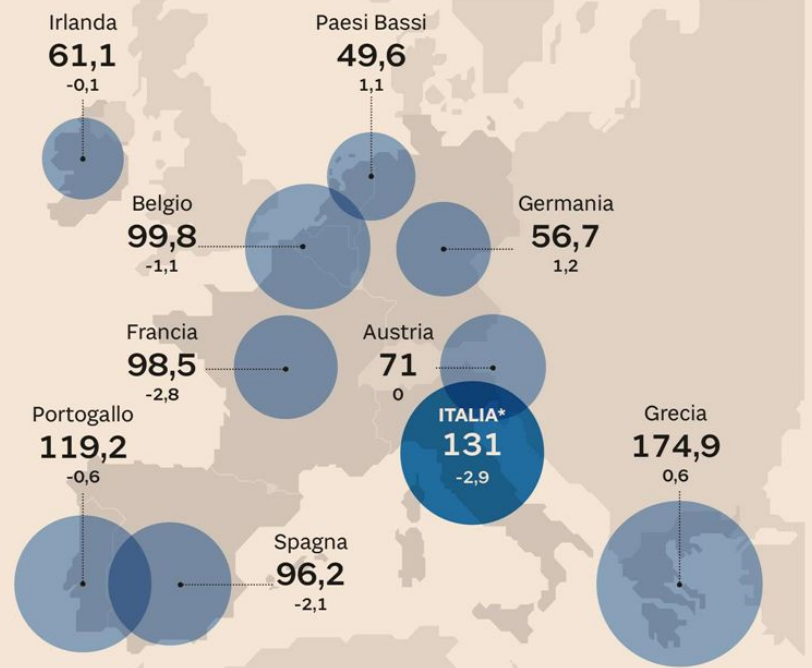 Irlanda
61,1
-0,1
Paesi Bassi
49,6
1,1
Belgio
99,8
-1,1
Germania
56,7
1,2
Francia
98,5
-2,8
Austria
71
0
Portogallo
119,2
-0,6
ITALIA*
131
-2,9
Grecia
174,9
0,6
Spagna
96,2
-2,1